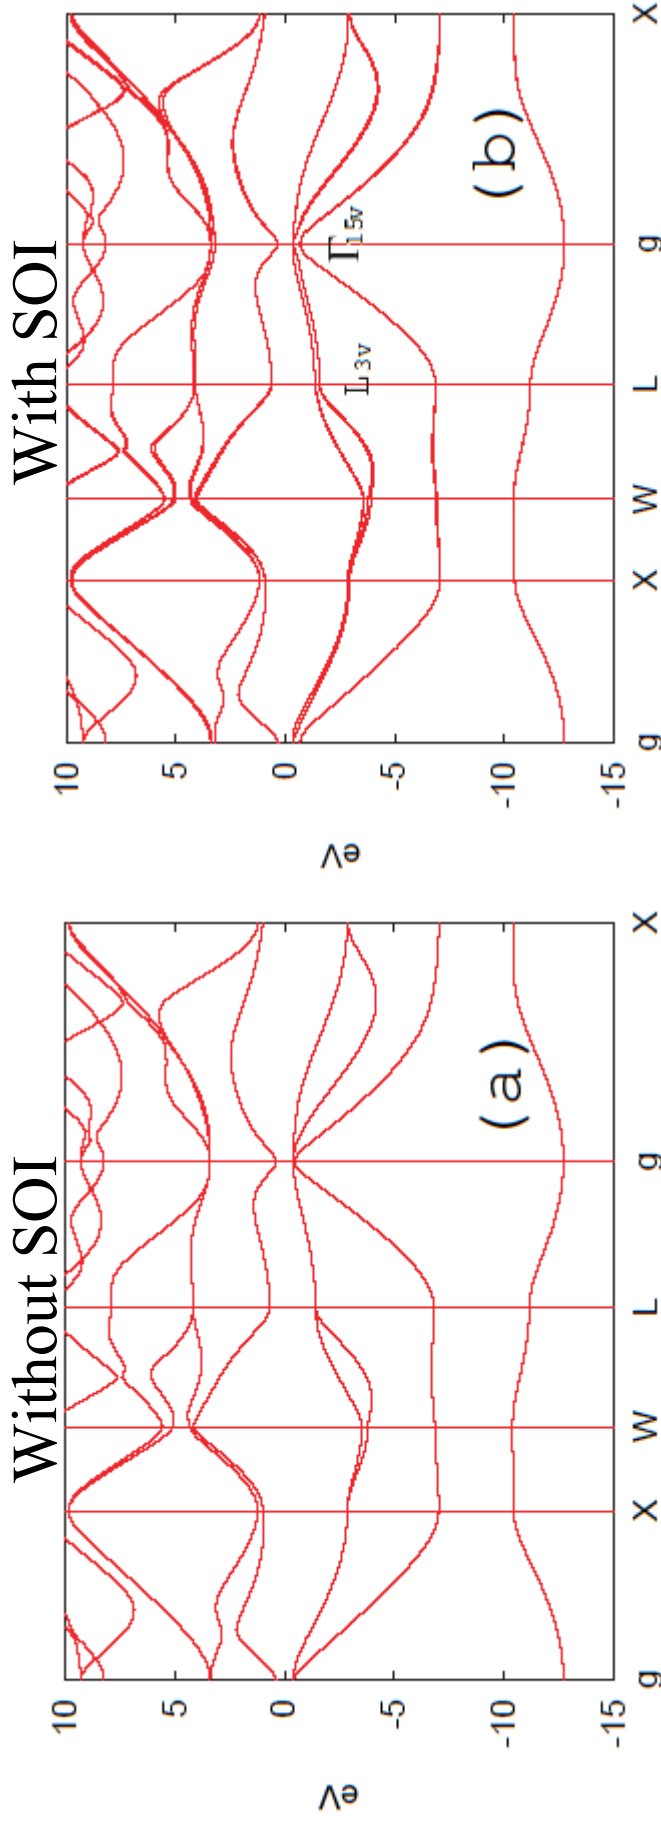 Without SOI
10
5
0
-5
-10
-15
eV
(a)
g X W L g X
With SOI
10
5
0
-5
-10
-15
eV
L3v
Γ15v
(b)
g X W L g X